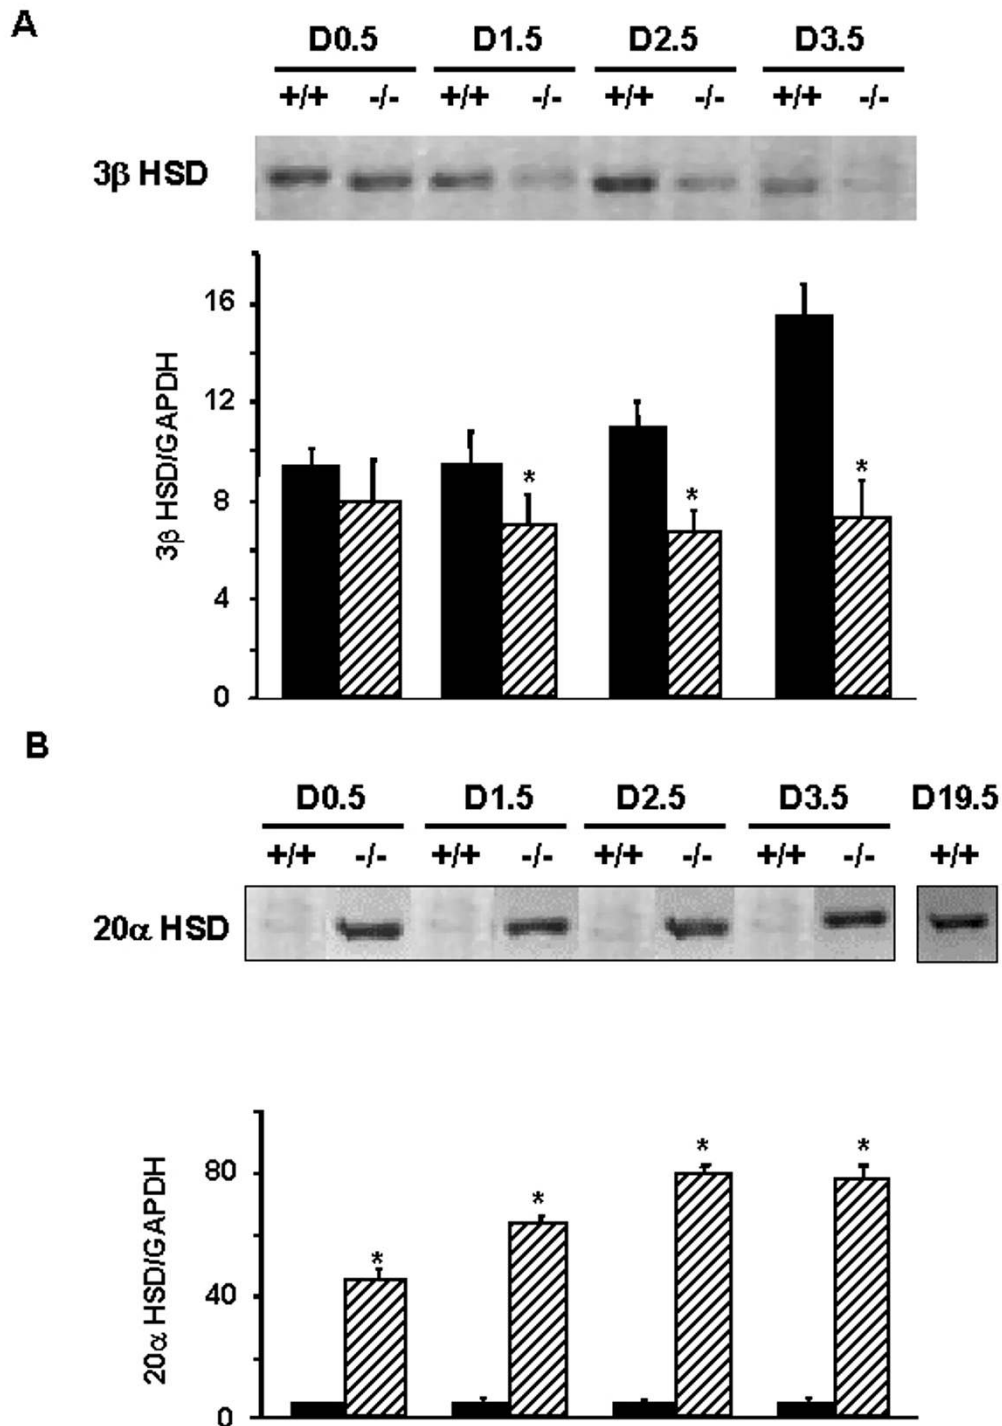 A
D0.5 D1.5 D2.5 D3.5
+/+ -/- +/+ -/- +/+ -/- +/+ -/-
3β HSD
16
12
8
4
0
3β HSD/GAPDH
* * *
B
D0.5 D1.5 D2.5 D3.5 D19.5
+/+ -/- +/+ -/- +/+ -/- +/+ -/- +/+
20α HSD
80
40
0
20α HSD/GAPDH
* * * *